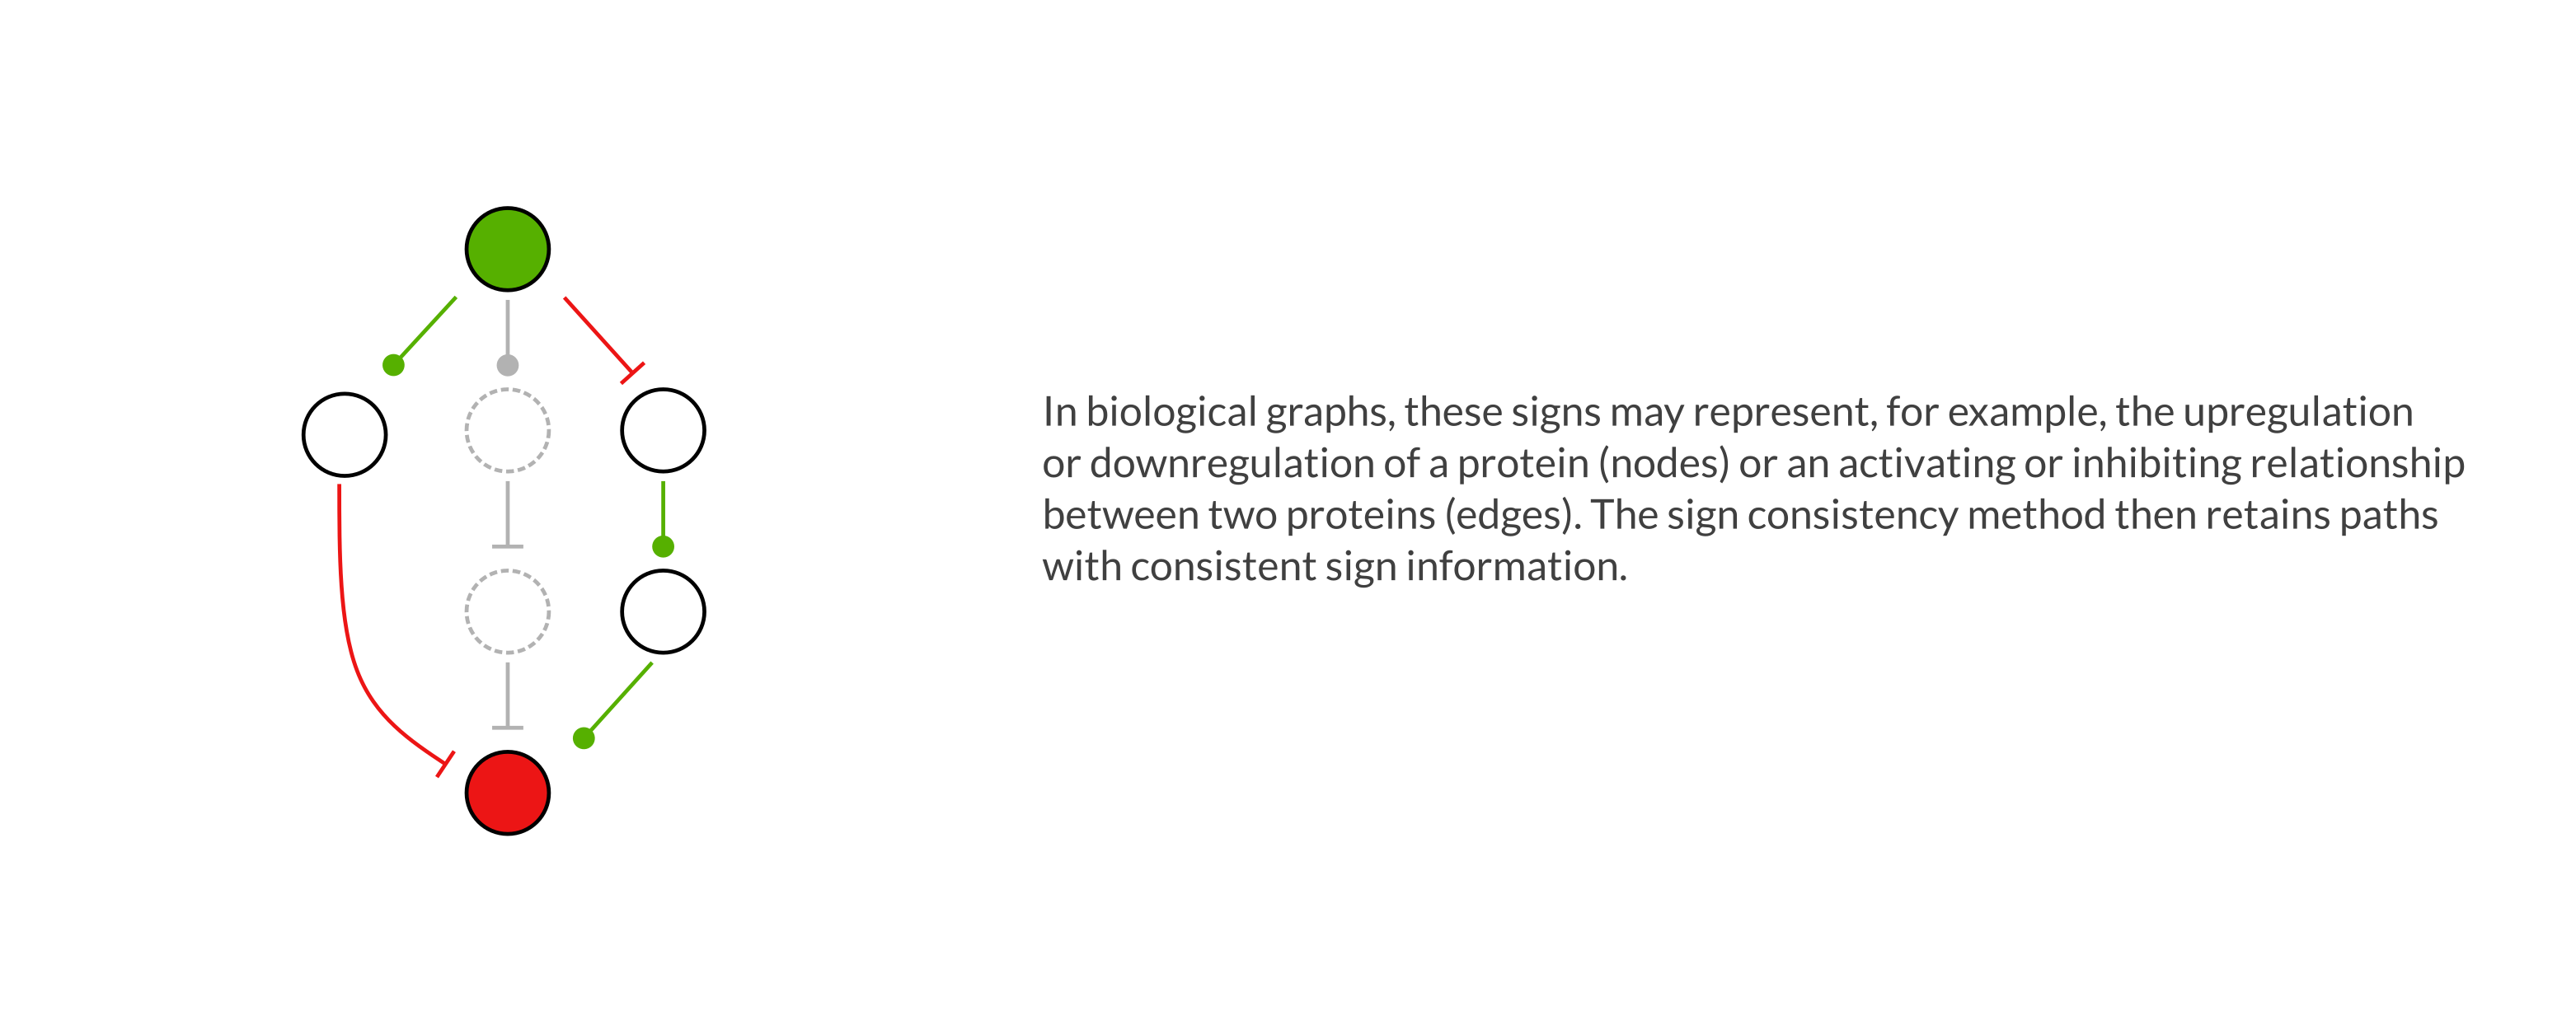 In biological graphs, these signs may represent, for example, the upregulation
or downregulation of a protein (nodes) or an activating or inhibiting relationship
between two proteins (edges). The sign consistency method then retains paths
with consistent sign information.